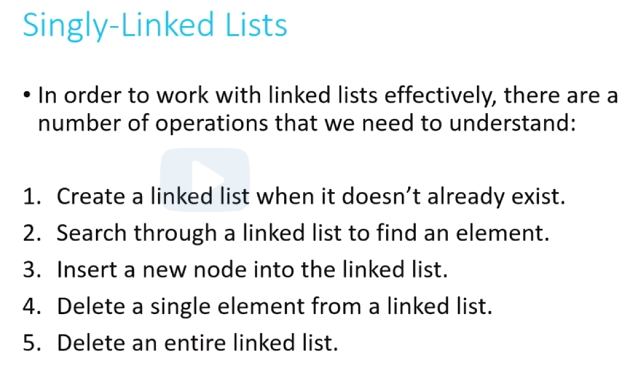 Singly-Linked Lists
• In order to work with linked lists effectively, there are a
number of operations that we need to understand:
1. Create a linked list when it doesn’t already exist.
2. Search through a linked list to find an element.
3. Insert a new node into the linked list.
4. Delete a single element from a linked list.
5. Delete an entire linked list.